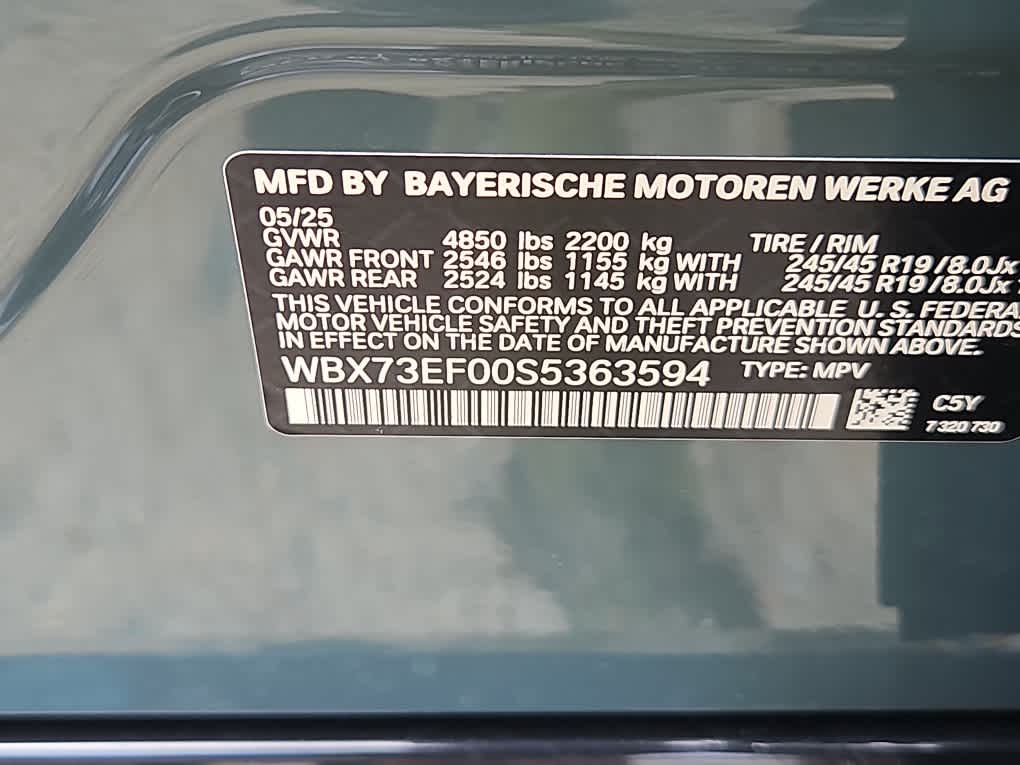 MFD BY BAYERISCHE MOTOREN WERKE AG
05/25
GVWR 4850 lbs 2200 kg TIRE / RIM
GAWR FRONT 2546 lbs 1155 kg WITH 245/45 R19 / 8.0Jx
GAWR REAR 2524 lbs 1145 kg WITH 245/45 R19 / 8.0Jx
THIS VEHICLE CONFORMS TO ALL APPLICABLE U. S. FEDERA
MOTOR VEHICLE SAFETY AND THEFT PREVENTION STANDARDS
IN EFFECT ON THE DATE OF MANUFACTURE SHOWN ABOVE.
WBX73EF00S5363594 TYPE: MPV
C5Y
7 320 730